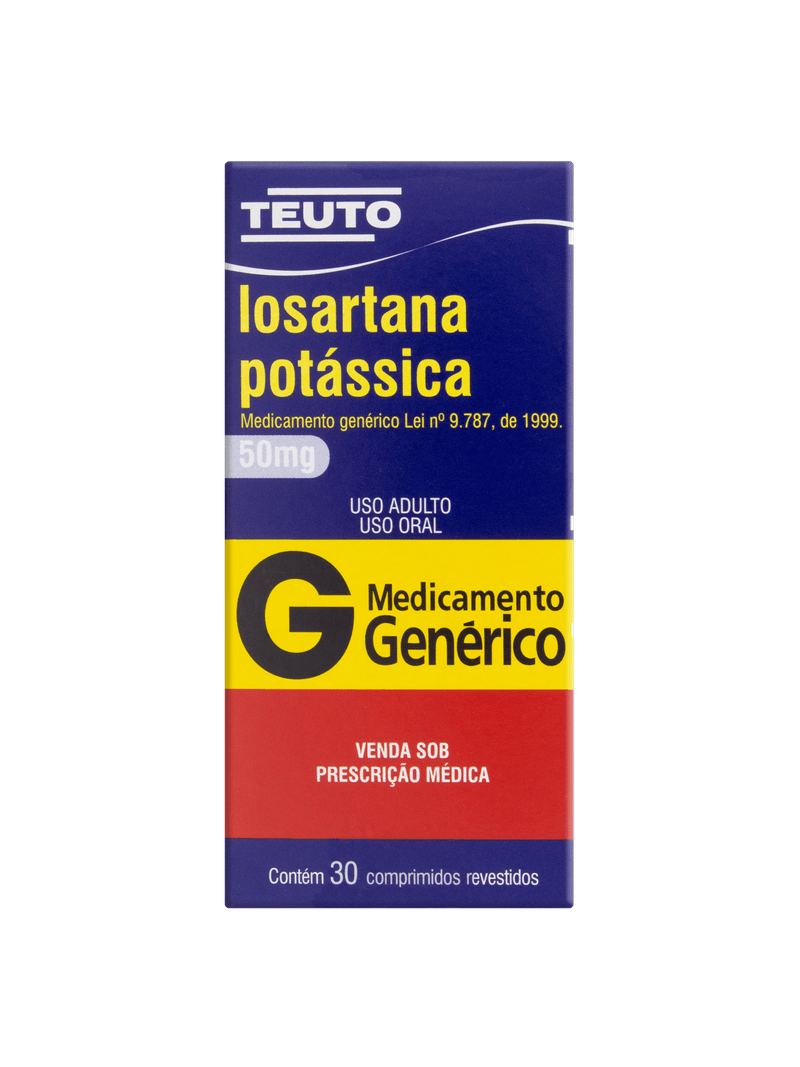 TEUTO
losartana
potássica
Medicamento genérico Lei nº 9.787, de 1999.
50mg
USO ADULTO
USO ORAL
G Medicamento
Genérico
VENDA SOB
PRESCRIÇÃO MÉDICA
Contém 30 comprimidos revestidos